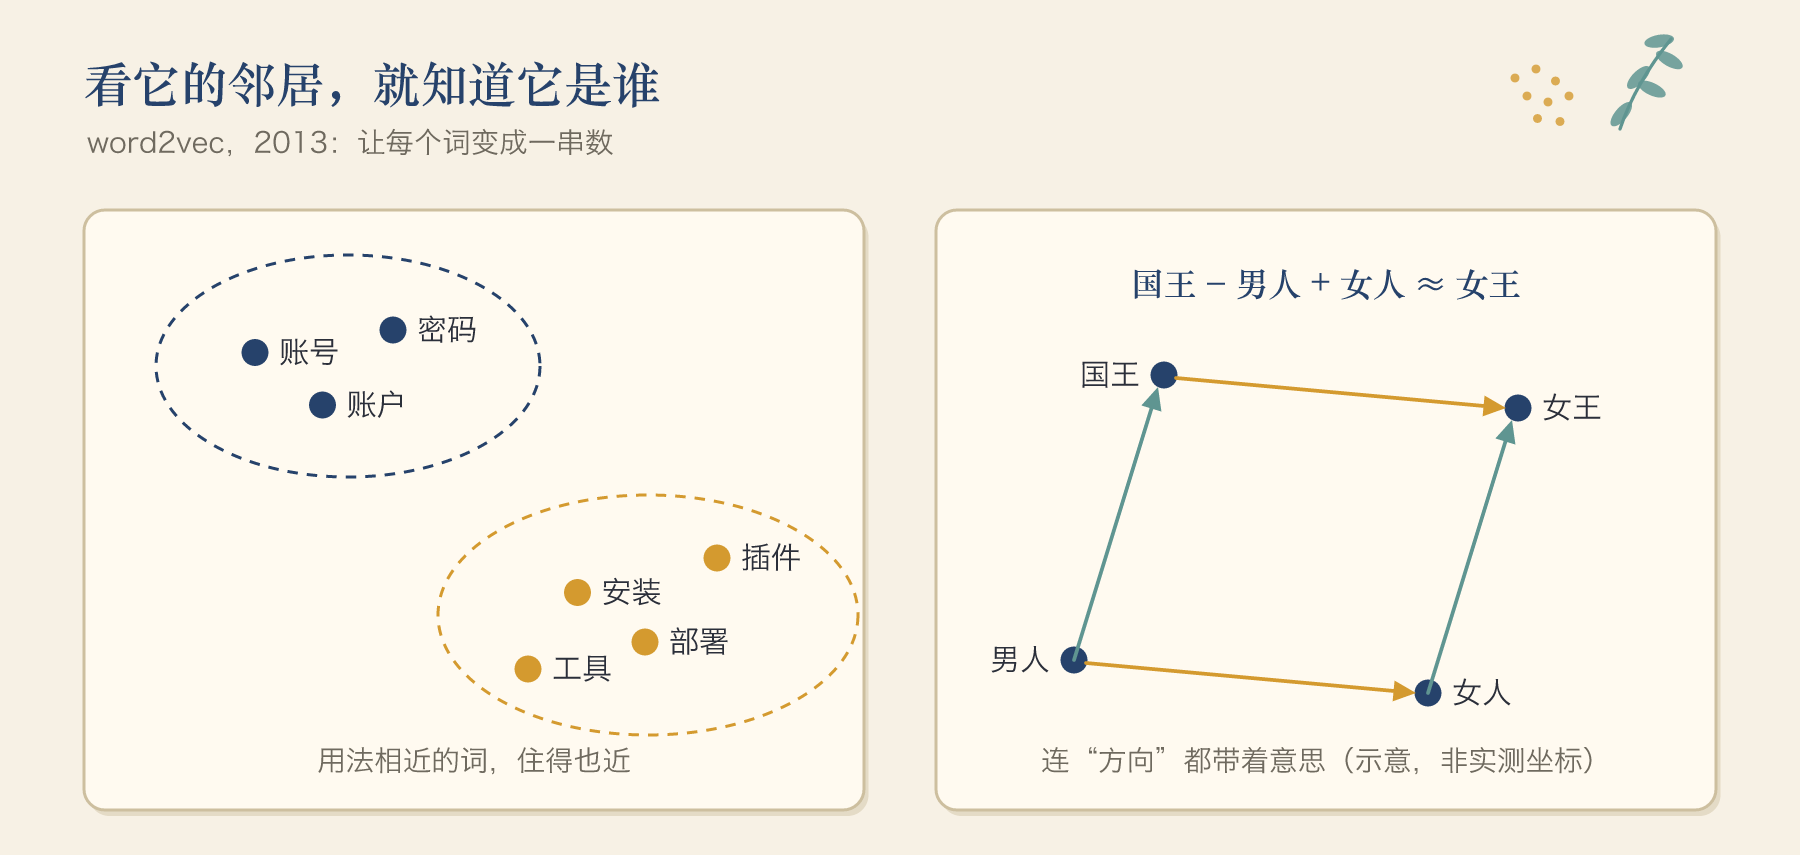 看它的邻居，就知道它是谁
word2vec，2013：让每个词变成一串数
密码
账号
账户
插件
安装
部署
工具
用法相近的词，住得也近
国王 − 男人 + 女人 ≈ 女王
国王
女王
男人
女人
连“方向”都带着意思（示意，非实测坐标）